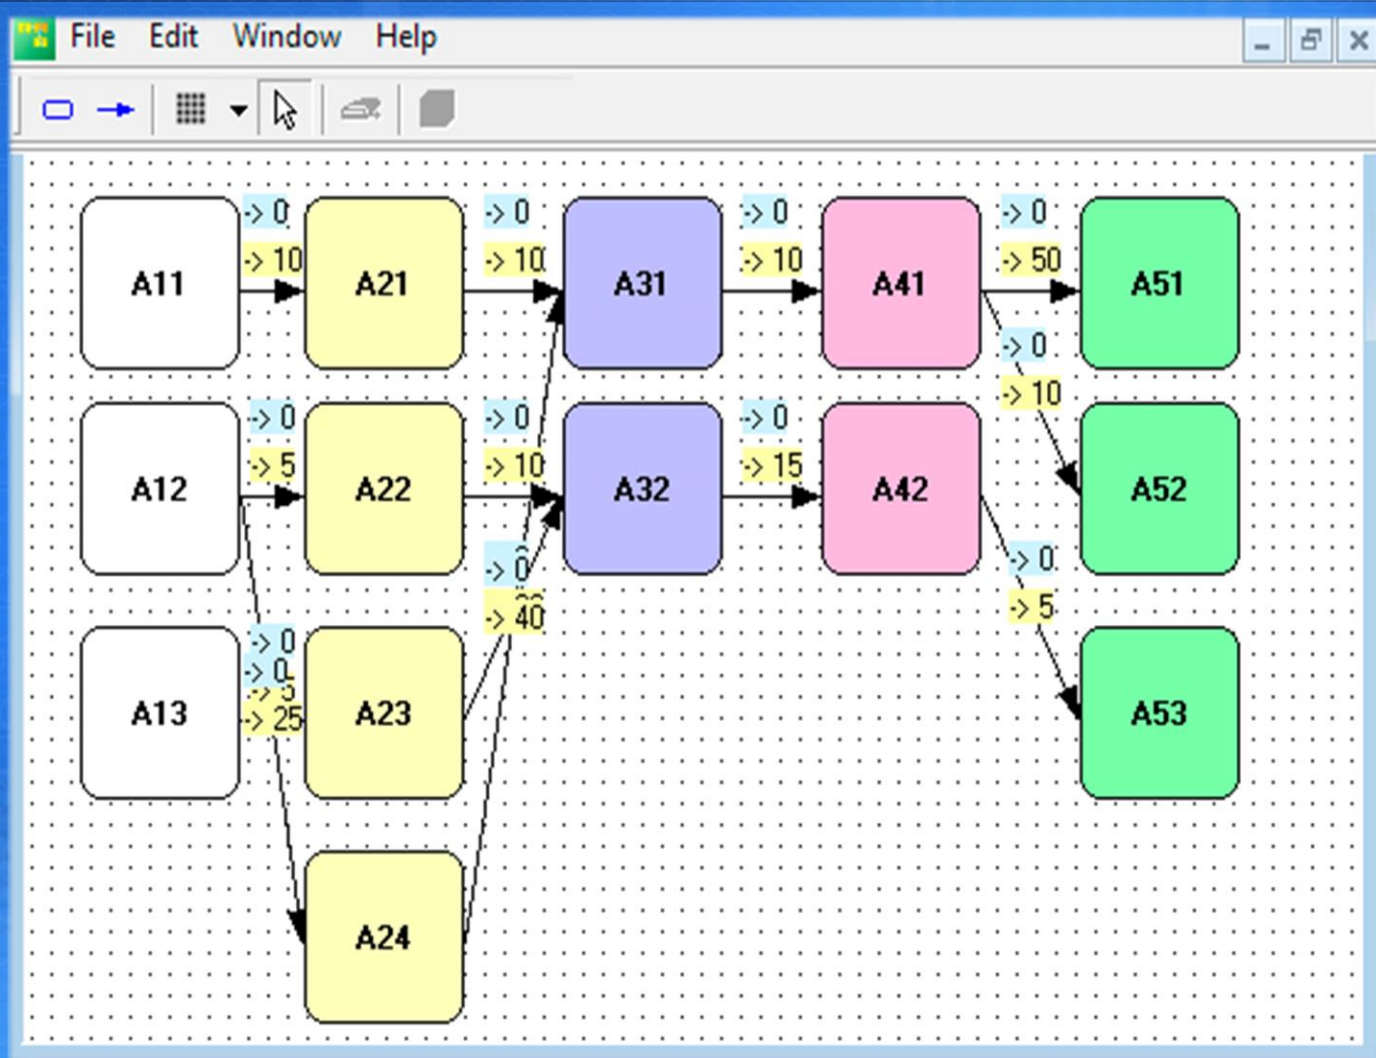 File Edit Window Help
-> 0 -> 0 -> 0 -> 0
-> 10 -> 10 -> 10 -> 50
A11 A21 A31 A41 A51
-> 0
-> 10
-> 0 -> 0 -> 0
-> 5 -> 10 -> 15
A12 A22 A32 A42 A52
-> 0 -> 0
-> 40 -> 5
-> 0
-> 0
-> 5
-> 25
A13 A23 A53
A24